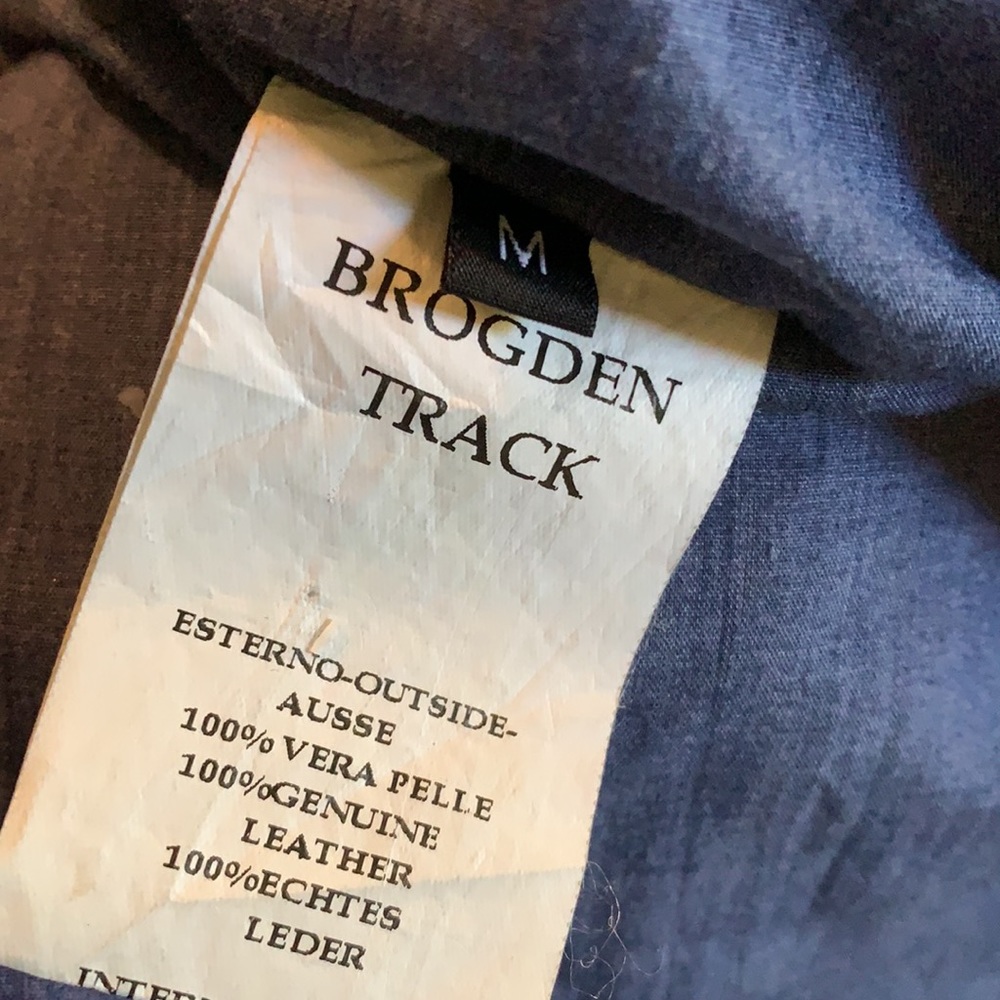 M
BROGDEN
TRACK
ESTERNO-OUTSIDE-
AUSSE
100% VERA PELLE
100%GENUINE
LEATHER
100%ECHTES
LEDER